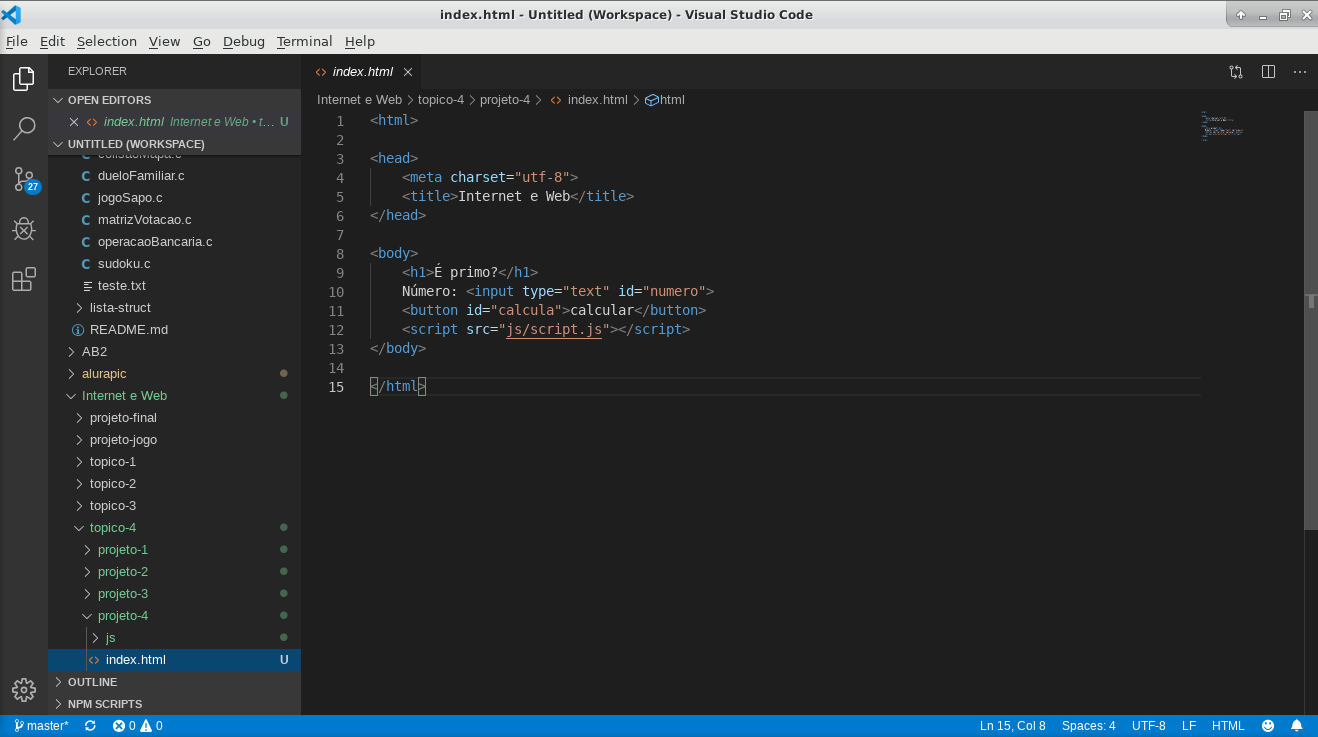 index.html - Untitled (Workspace) - Visual Studio Code
File Edit Selection View Go Debug Terminal Help
EXPLORER
OPEN EDITORS
index.html Internet e Web • t... U
UNTITLED (WORKSPACE)
colisaoMapa.c
C dueloFamiliar.c
C jogoSapo.c
C matrizVotacao.c
C operacaoBancaria.c
C sudoku.c
teste.txt
lista-struct
README.md
AB2
alurapic
Internet e Web
projeto-final
projeto-jogo
topico-1
topico-2
topico-3
topico-4
projeto-1
projeto-2
projeto-3
projeto-4
js
index.html U
OUTLINE
NPM SCRIPTS
27
index.html
Internet e Web > topico-4 > projeto-4 > index.html > html
1 <html>
2
3 <head>
4 <meta charset="utf-8">
5 <title>Internet e Web</title>
6 </head>
7
8 <body>
9 <h1>É primo?</h1>
10 Número: <input type="text" id="numero">
11 <button id="calcula">calcular</button>
12 <script src="js/script.js"></script>
13 </body>
14
15 </html>
master* 0 0 Ln 15, Col 8 Spaces: 4 UTF-8 LF HTML